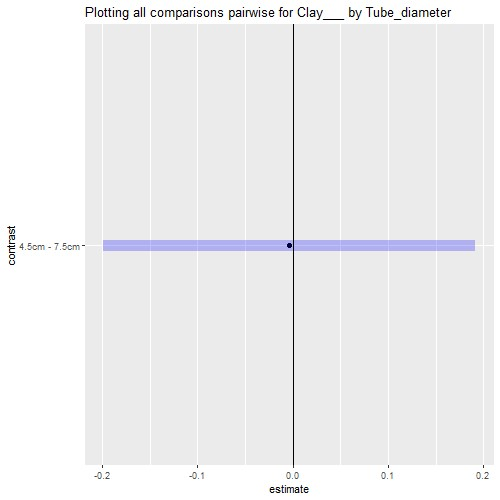 Plotting all comparisons pairwise for Clay___ by Tube_diameter
contrast
4.5cm - 7.5cm
-0.2 -0.1 0.0 0.1 0.2
estimate